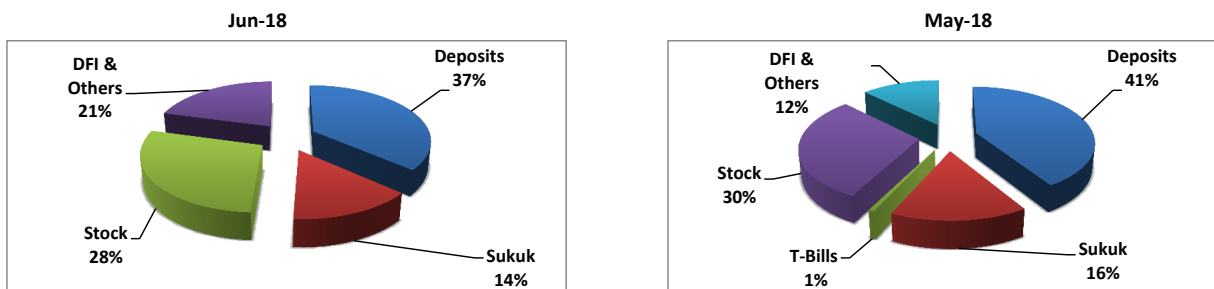 Jun-18
DFI &
Others
21%
Deposits
37%
Stock
28%
Sukuk
14%
May-18
DFI &
Others
12%
Deposits
41%
Stock
30%
T-Bills
1%
Sukuk
16%